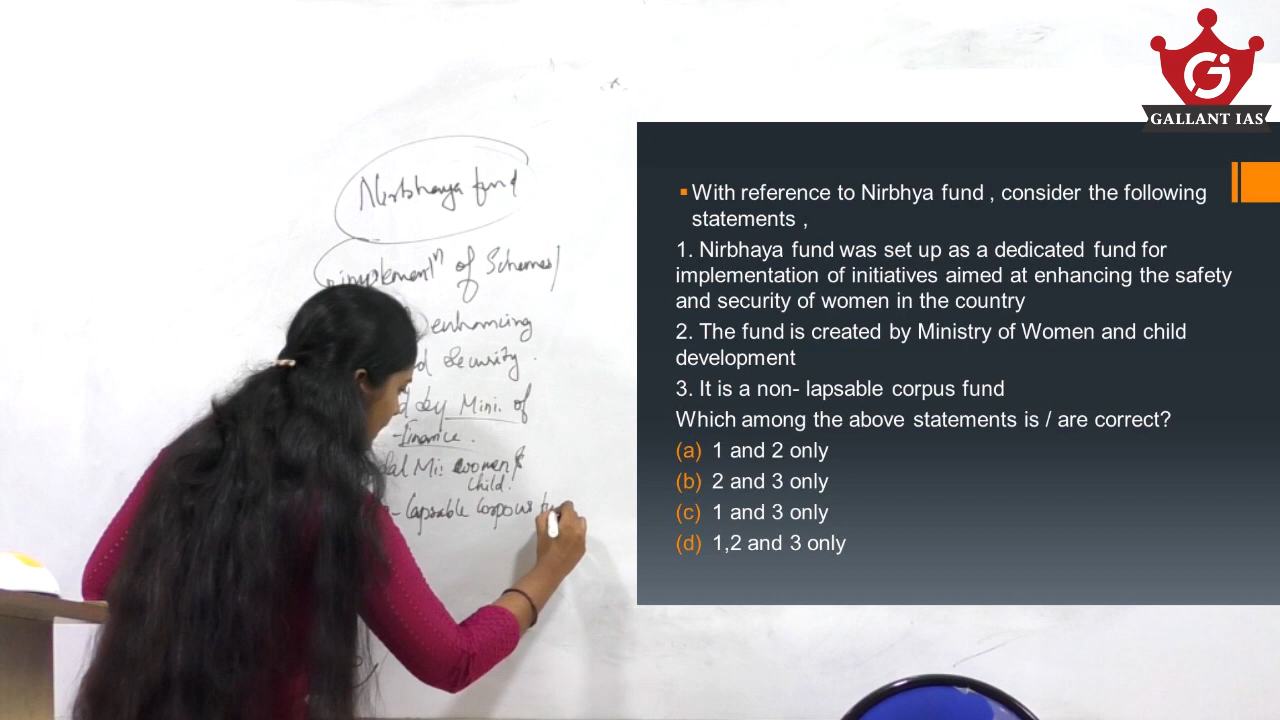 GALLANT IAS
Nirbhaya fund
implementn of Schemes/
enhancing
Security.
by Mini. of
Finance.
Mi: women &
child.
- lapsable Corpous
With reference to Nirbhya fund , consider the following
statements ,
1. Nirbhaya fund was set up as a dedicated fund for
implementation of initiatives aimed at enhancing the safety
and security of women in the country
2. The fund is created by Ministry of Women and child
development
3. It is a non- lapsable corpus fund
Which among the above statements is / are correct?
(a) 1 and 2 only
(b) 2 and 3 only
(c) 1 and 3 only
(d) 1,2 and 3 only